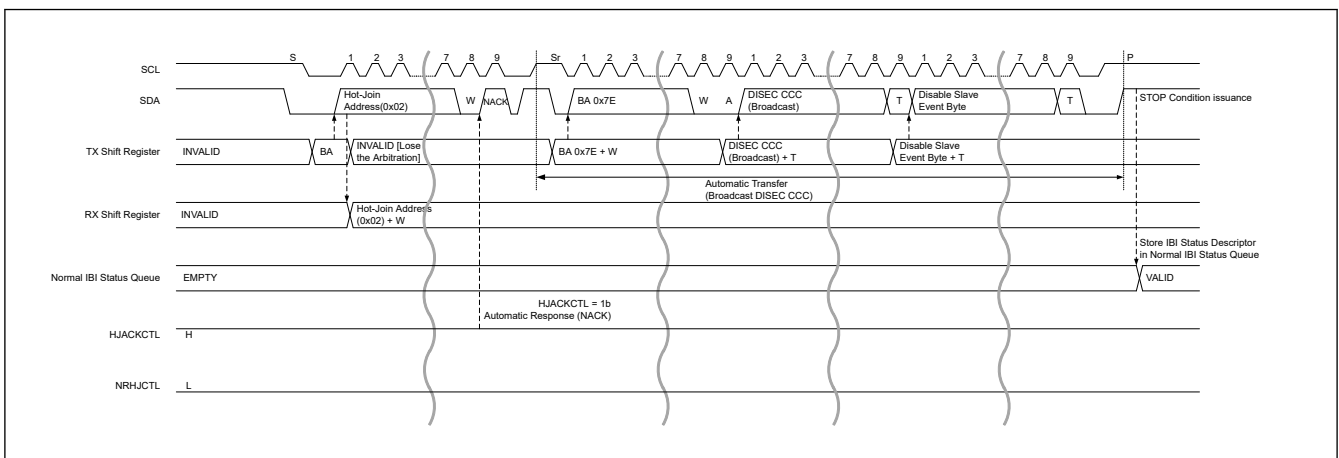 S 1 2 3 7 8 9 Sr 1 2 3 7 8 9 1 2 3 7 8 9 1 2 3 7 8 9 P
SCL
SDA
Hot-Join
Address(0x02)
W
NACK
BA 0x7E
W
A
DISEC CCC
(Broadcast)
T
Disable Slave
Event Byte
T
STOP Condition issuance
TX Shift Register
INVALID
BA
INVALID [Lose
the Arbitration]
BA 0x7E + W
DISEC CCC
(Broadcast) + T
Disable Slave
Event Byte + T
Automatic Transfer
(Broadcast DISEC CCC)
RX Shift Register
INVALID
Hot-Join Address
(0x02) + W
Store IBI Status Descriptor
in Normal IBI Status Queue
Normal IBI Status Queue
EMPTY
VALID
HJACKCTL = 1b
Automatic Response (NACK)
HJACKCTL
H
NRHJCTL
L